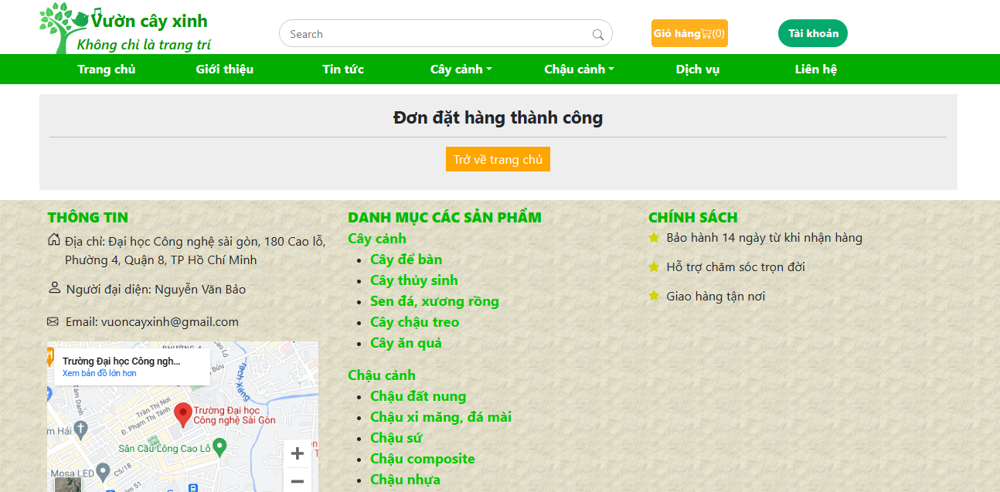 Vườn cây xinh
Không chỉ là trang trí
Search
Giỏ hàng(0)
Tài khoản
Trang chủ
Giới thiệu
Tin tức
Cây cảnh
Chậu cảnh
Dịch vụ
Liên hệ
Đơn đặt hàng thành công
Trở về trang chủ
THÔNG TIN
Địa chỉ: Đại học Công nghệ sài gòn, 180 Cao lỗ,
Phường 4, Quận 8, TP Hồ Chí Minh
Người đại diện: Nguyễn Văn Bảo
Email: vuoncayxinh@gmail.com
Trường Đại học Công ngh...
Xem bản đồ lớn hơn
PHƯỜNG 4
Cao Lỗ
Bửu
rạch Xáng
Tám Danh
Trần Thị Nơi
Đ. Phạm Thị Tánh
Trường Đại học
Công nghệ Sài Gòn
m Hải
Sân Cầu Lông Cao Lỗ
Mosa LED
C5/18
+
−
DANH MỤC CÁC SẢN PHẨM
Cây cảnh
Cây để bàn
Cây thủy sinh
Sen đá, xương rồng
Cây chậu treo
Cây ăn quả
Chậu cảnh
Chậu đất nung
Chậu xi măng, đá mài
Chậu sứ
Chậu composite
Chậu nhựa
CHÍNH SÁCH
Bảo hành 14 ngày từ khi nhận hàng
Hỗ trợ chăm sóc trọn đời
Giao hàng tận nơi